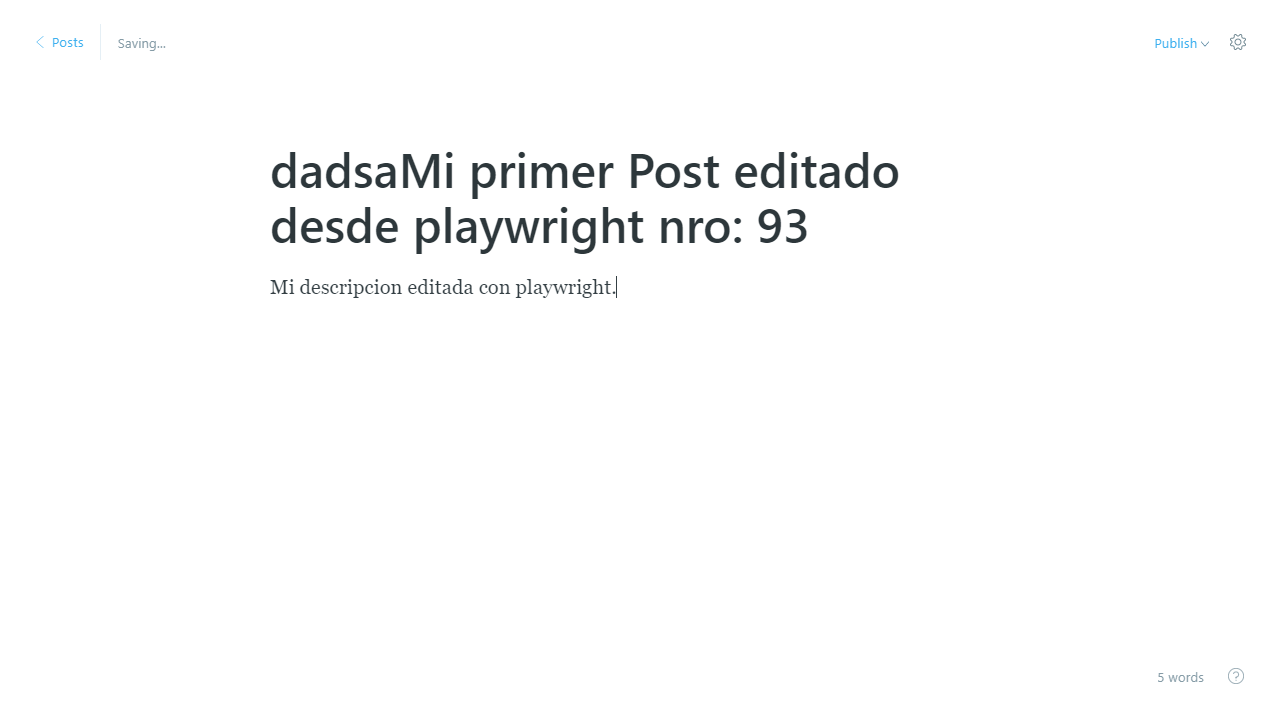 Posts
Saving...
Publish
dadsaMi primer Post editado
desde playwright nro: 93
Mi descripcion editada con playwright.
5 words
?